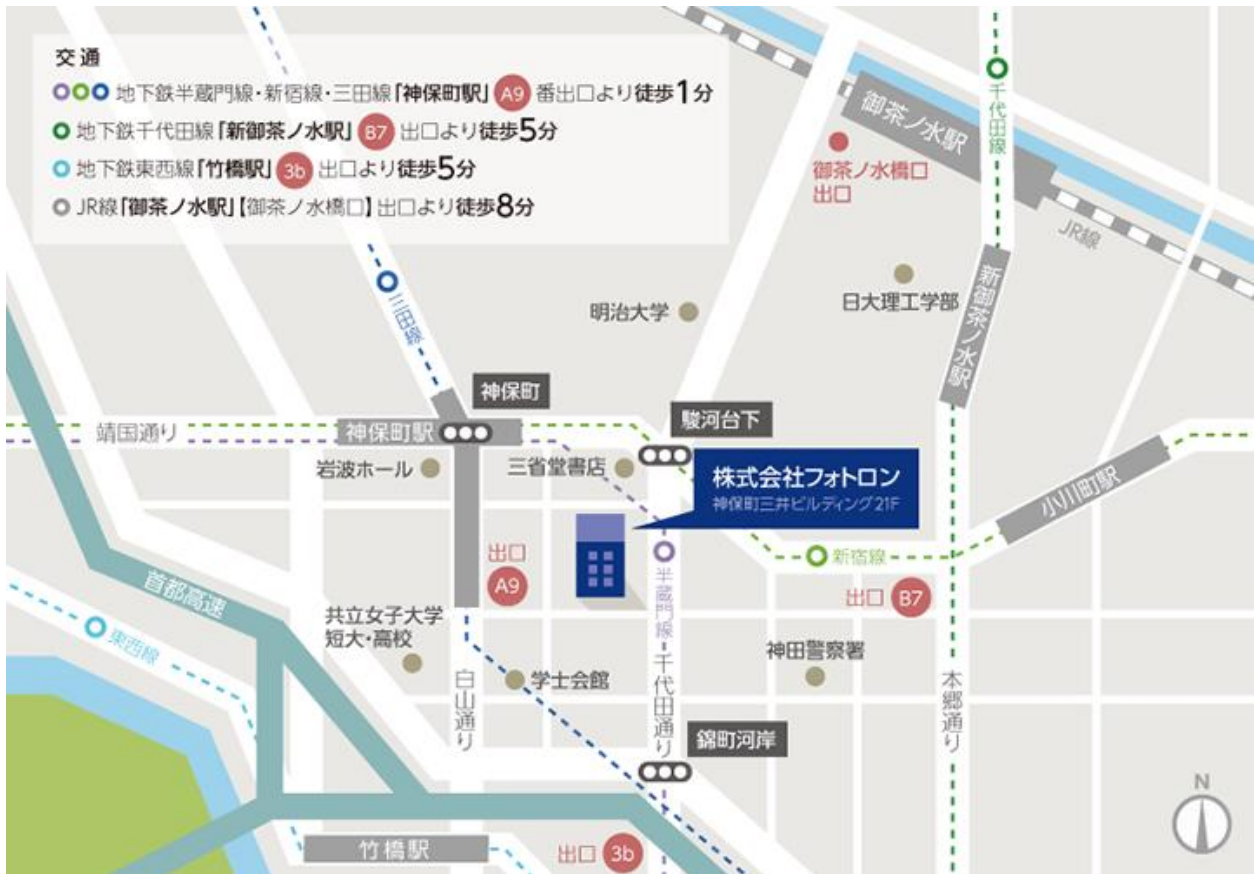 交通
地下鉄半蔵門線・新宿線・三田線「神保町駅」 A9 番出口より徒歩1分
地下鉄千代田線「新御茶ノ水駅」 B7 出口より徒歩5分
地下鉄東西線「竹橋駅」 3b 出口より徒歩5分
JR線「御茶ノ水駅」【御茶ノ水橋口】出口より徒歩8分
千代田線
御茶ノ水駅
御茶ノ水橋口
出口
JR線
新御茶ノ水駅
日大理工学部
明治大学
三田線
神保町
靖国通り
神保町駅
駿河台下
岩波ホール
三省堂書店
株式会社フォトロン
神保町三井ビルディング21F
小川町駅
新宿線
出口
A9
半蔵門線
出口 B7
首都高速
東西線
共立女子大学
短大・高校
学士会館
神田警察署
白山通り
千代田通り
本郷通り
錦町河岸
竹橋駅
出口 3b
N